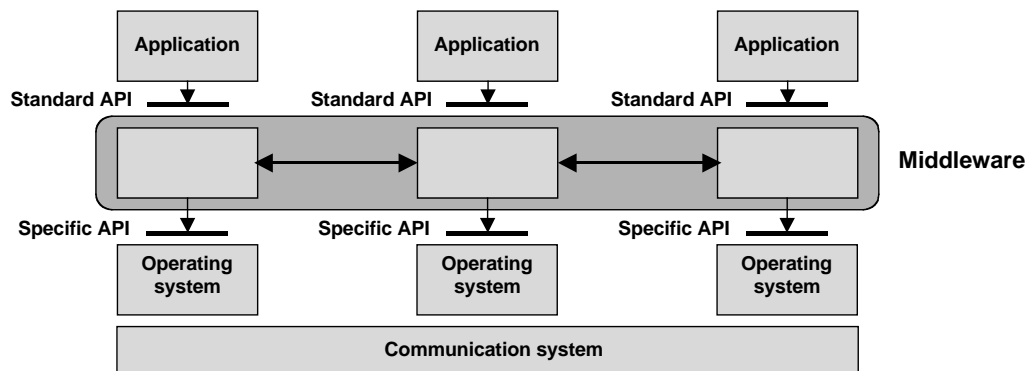 Application Application Application
Standard API Standard API Standard API
Middleware
Specific API Specific API Specific API
Operating Operating Operating
system system system
Communication system